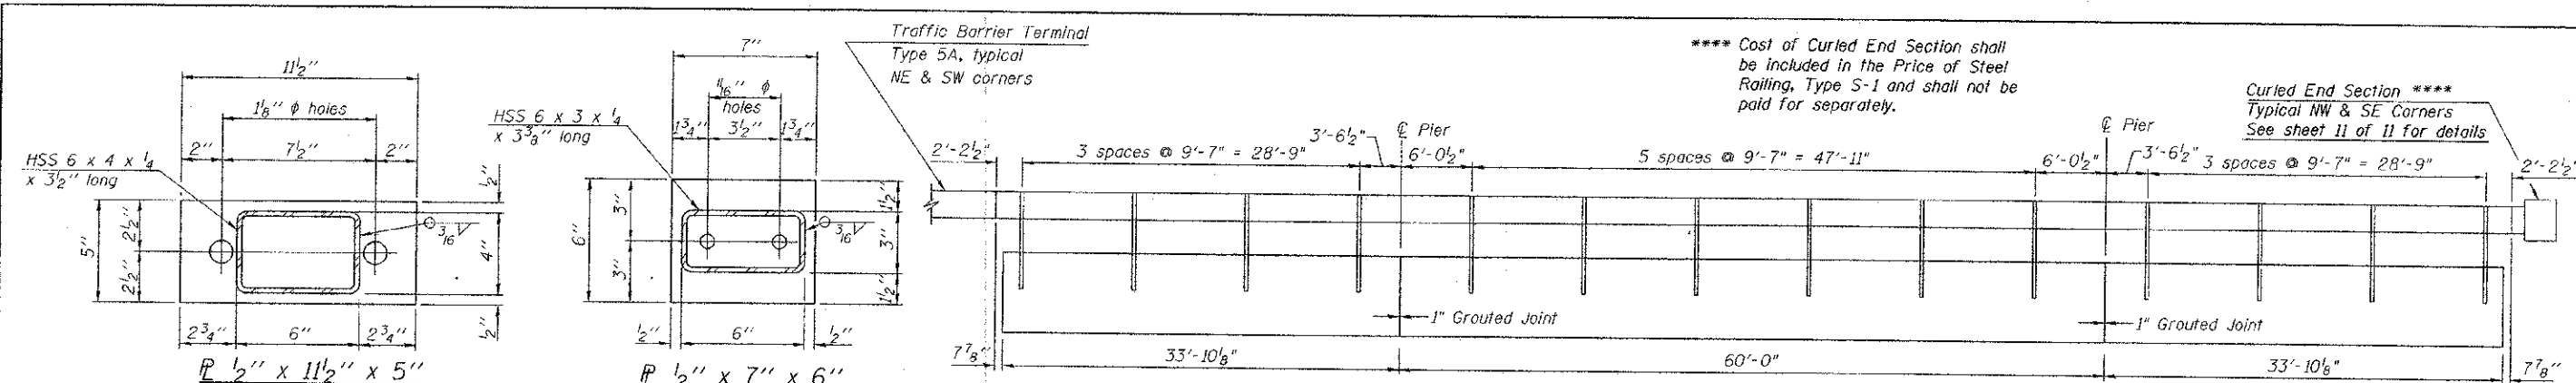 11½"
1⅛" ϕ holes
2"
7½"
2"
HSS 6 x 4 x ¼
x 3½" long
½"
5"
2½"
2½"
3/16
4"
½"
2¾"
6"
2¾"
℄ ½" x 11½" x 5"
7"
11/16" ϕ
holes
1¾"
3½"
1¾"
HSS 6 x 3 x ¼
x 3⅜" long
6"
3"
3"
1½"
3/16
3"
1½"
½"
6"
½"
½" x 7" x 6"
Traffic Barrier Terminal
Type 5A, typical
NE & SW corners
**** Cost of Curled End Section shall
be included in the Price of Steel
Railing, Type S-1 and shall not be
paid for separately.
Curled End Section ****
Typical NW & SE Corners
See sheet 11 of 11 for details
2'-2½"
3 spaces @ 9'-7" = 28'-9"
3'-6½"
℄ Pier
6'-0½"
5 spaces @ 9'-7" = 47'-11"
6'-0½"
℄ Pier
3'-6½"
3 spaces @ 9'-7" = 28'-9"
2'-2½"
1" Grouted Joint
1" Grouted Joint
7⅞"
33'-10⅛"
60'-0"
33'-10⅛"
7⅞"